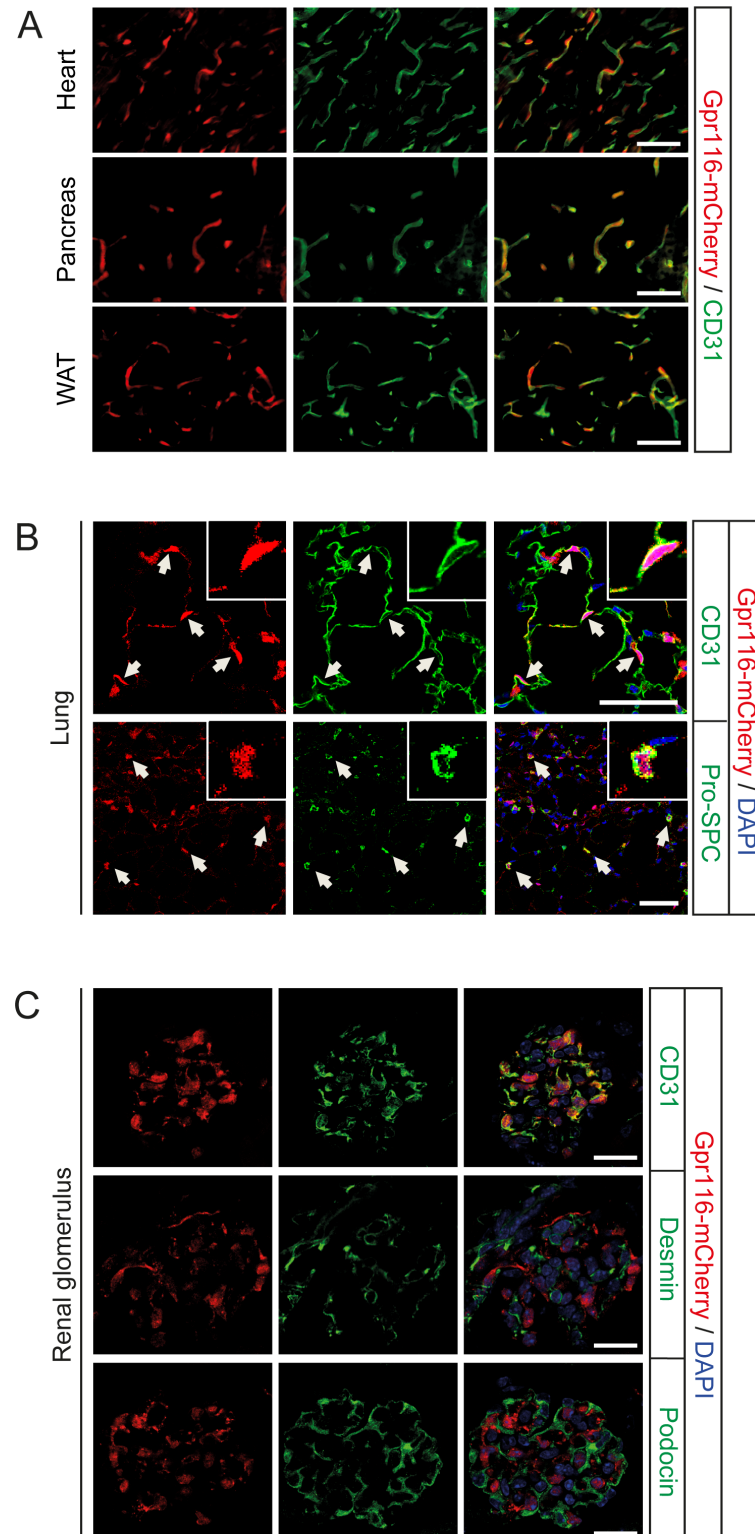 A
Heart
Pancreas
WAT
Gpr116-mCherry / CD31
B
Lung
CD31
Pro-SPC
Gpr116-mCherry / DAPI
C
Renal glomerulus
CD31
Desmin
Podocin
Gpr116-mCherry / DAPI